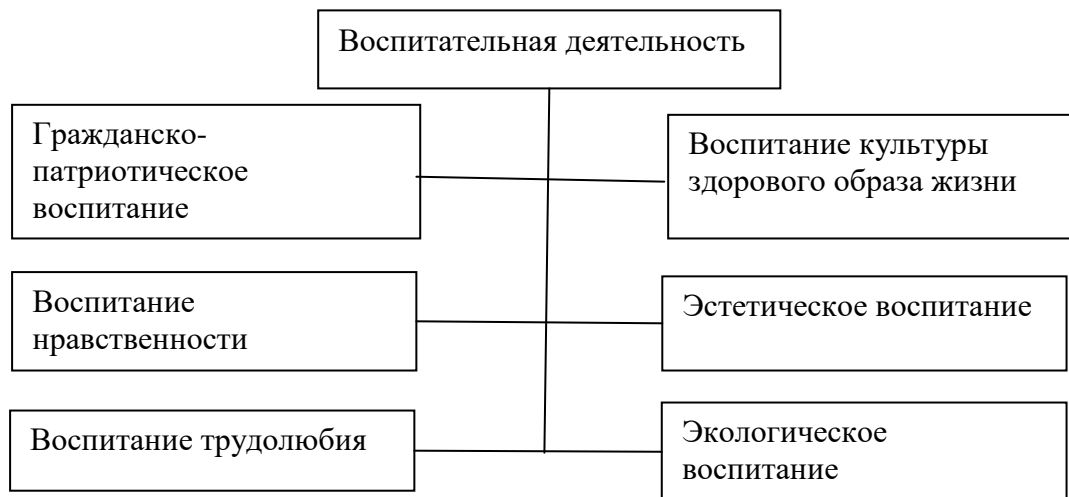 Воспитательная деятельность
Гражданско-
патриотическое
воспитание
Воспитание культуры
здорового образа жизни
Воспитание
нравственности
Эстетическое воспитание
Воспитание трудолюбия
Экологическое
воспитание